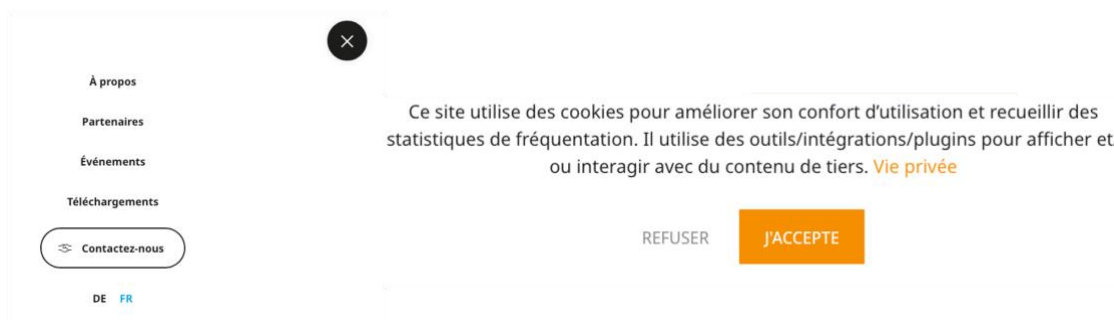 À propos
Partenaires
Événements
Téléchargements
Contactez-nous
DE FR
Ce site utilise des cookies pour améliorer son confort d'utilisation et recueillir des
statistiques de fréquentation. Il utilise des outils/intégrations/plugins pour afficher et
ou interagir avec du contenu de tiers. Vie privée
REFUSER J'ACCEPTE